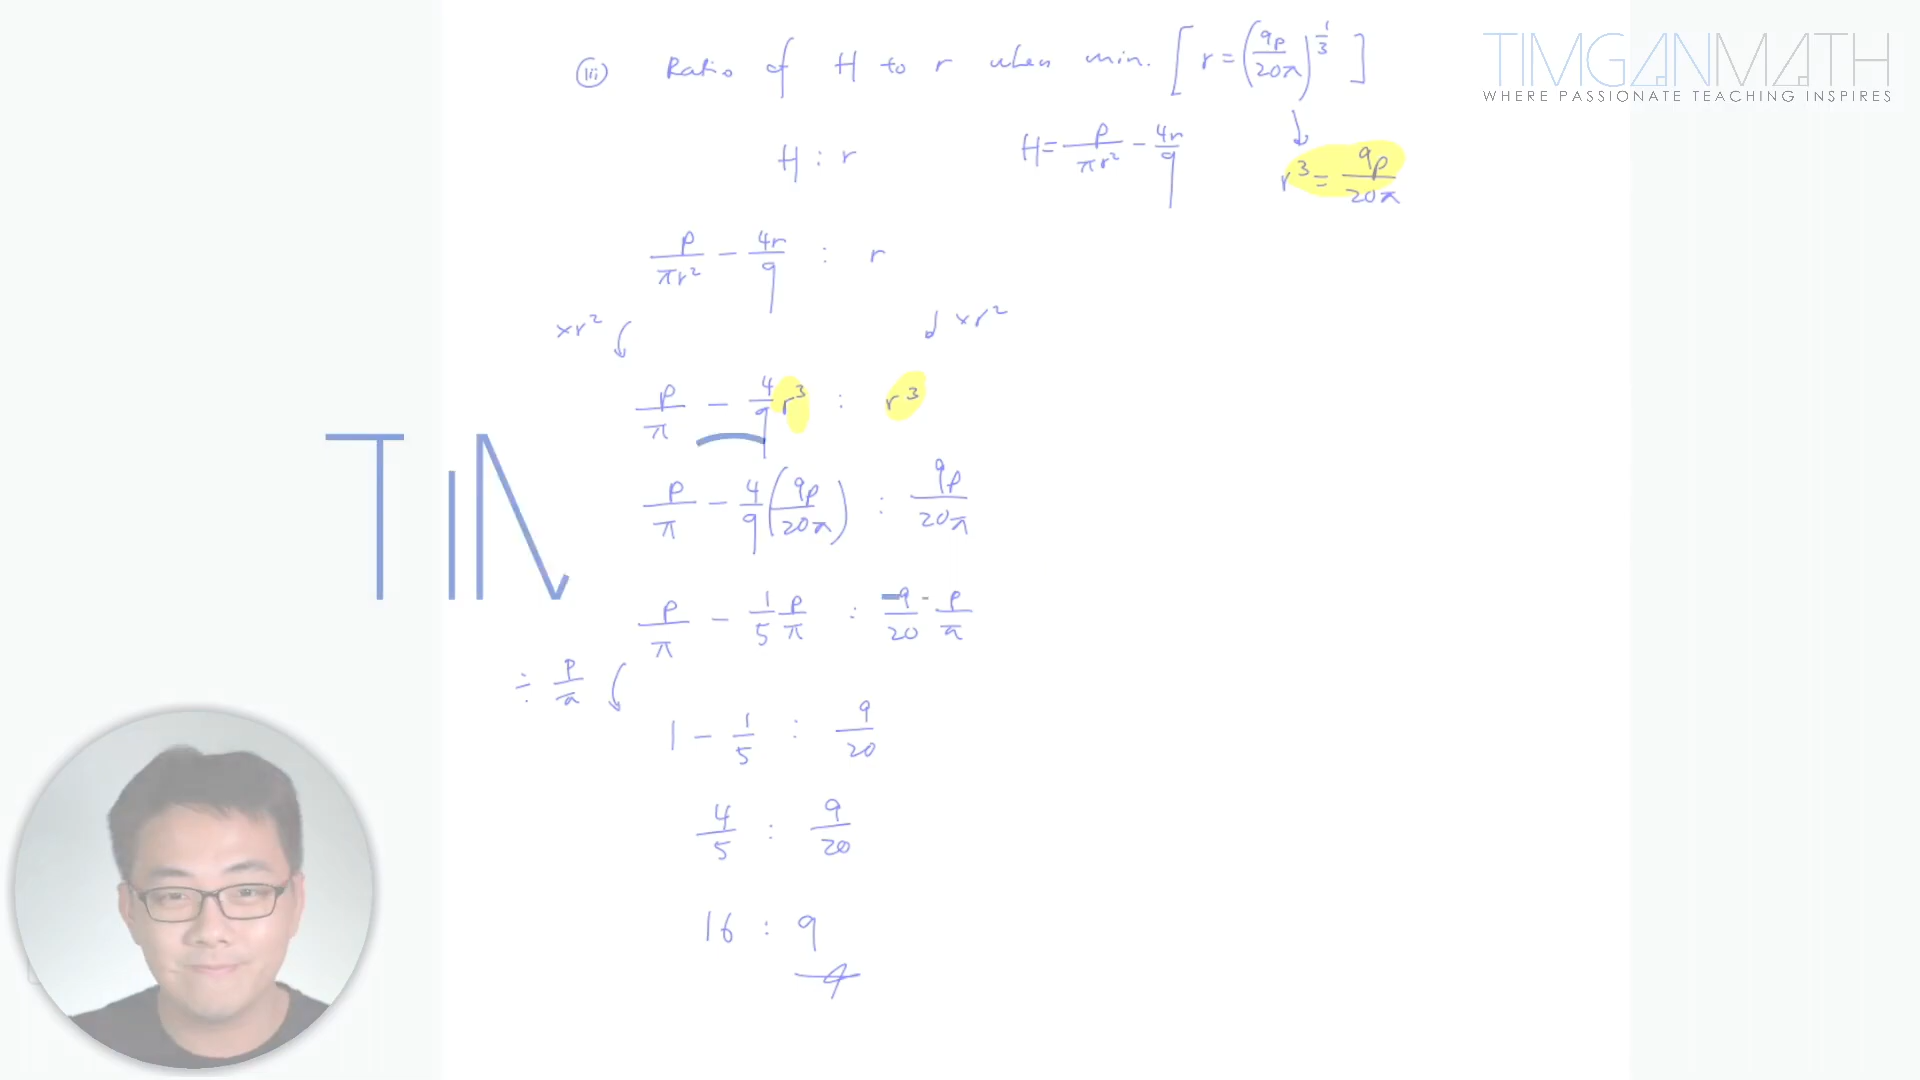 (iii) Ratio of H to r when min. [ r = (9p/20π)^(1/3) ]
TIMGANMATH
WHERE PASSIONATE TEACHING INSPIRES
H : r
H = p/πr² − 4r/9
r³ = 9p/20π
p/πr² − 4r/9 : r
×r²
×r²
p/π − 4/9 r³ : r³
p/π − 4/9 (9p/20π) : 9p/20π
p/π − 1/5 p/π : 9/20 · p/π
÷ p/π
1 − 1/5 : 9/20
4/5 : 9/20
16 : 9